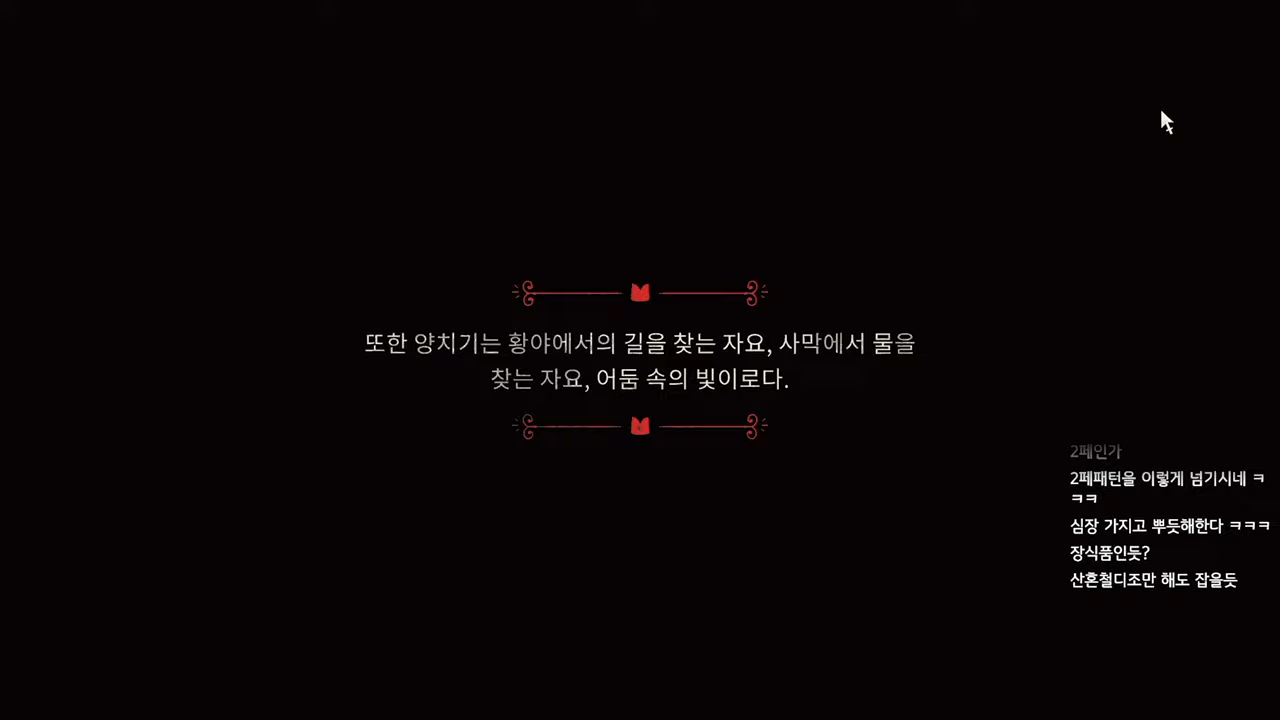 또한 양치기는 황야에서의 길을 찾는 자요, 사막에서 물을
찾는 자요, 어둠 속의 빛이로다.
2페인가
2페패턴을 이렇게 넘기시네 ㅋ
ㅋㅋ
심장 가지고 뿌듯해한다 ㅋㅋㅋ
장식품인듯?
산혼철디조만 해도 잡을듯